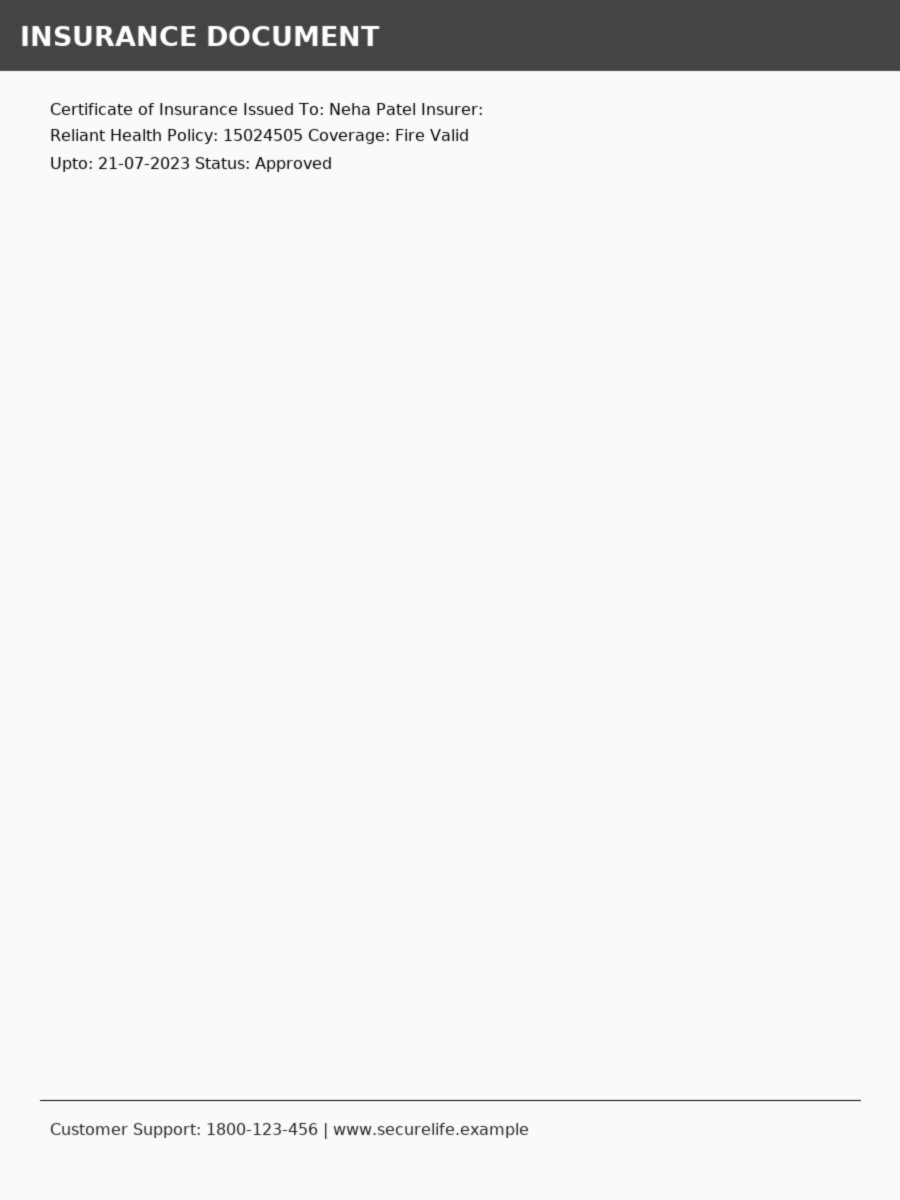 INSURANCE DOCUMENT
Certificate of Insurance Issued To: Neha Patel Insurer:
Reliant Health Policy: 15024505 Coverage: Fire Valid
Upto: 21-07-2023 Status: Approved
Customer Support: 1800-123-456 | www.securelife.example